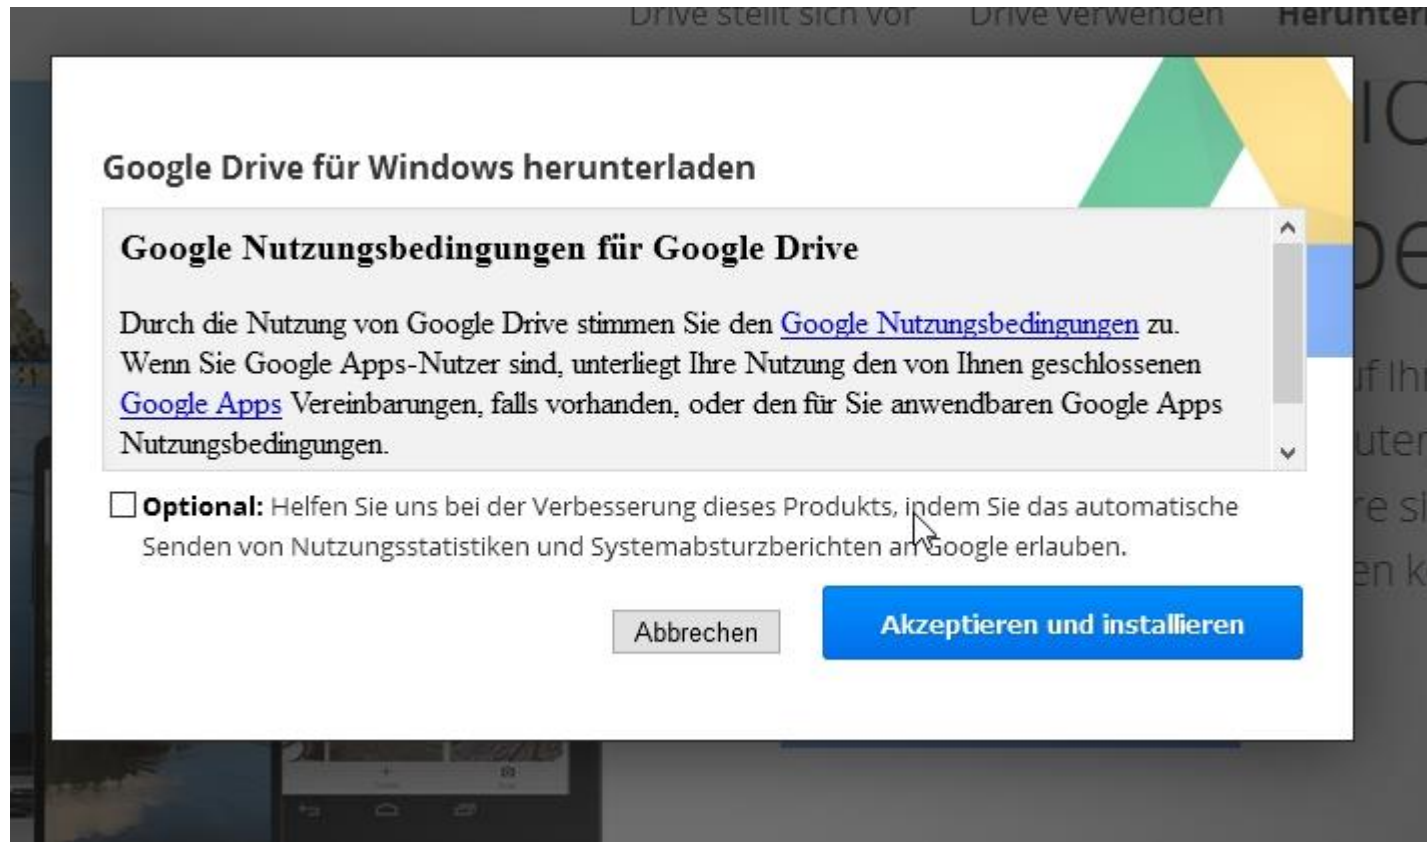 Drive stellt sich vor Drive verwenden
Google Drive für Windows herunterladen
Google Nutzungsbedingungen für Google Drive
Durch die Nutzung von Google Drive stimmen Sie den Google Nutzungsbedingungen zu.
Wenn Sie Google Apps-Nutzer sind, unterliegt Ihre Nutzung den von Ihnen geschlossenen
Google Apps Vereinbarungen, falls vorhanden, oder den für Sie anwendbaren Google Apps
Nutzungsbedingungen.
Optional: Helfen Sie uns bei der Verbesserung dieses Produkts, indem Sie das automatische
Senden von Nutzungsstatistiken und Systemabsturzberichten an Google erlauben.
Abbrechen
Akzeptieren und installieren